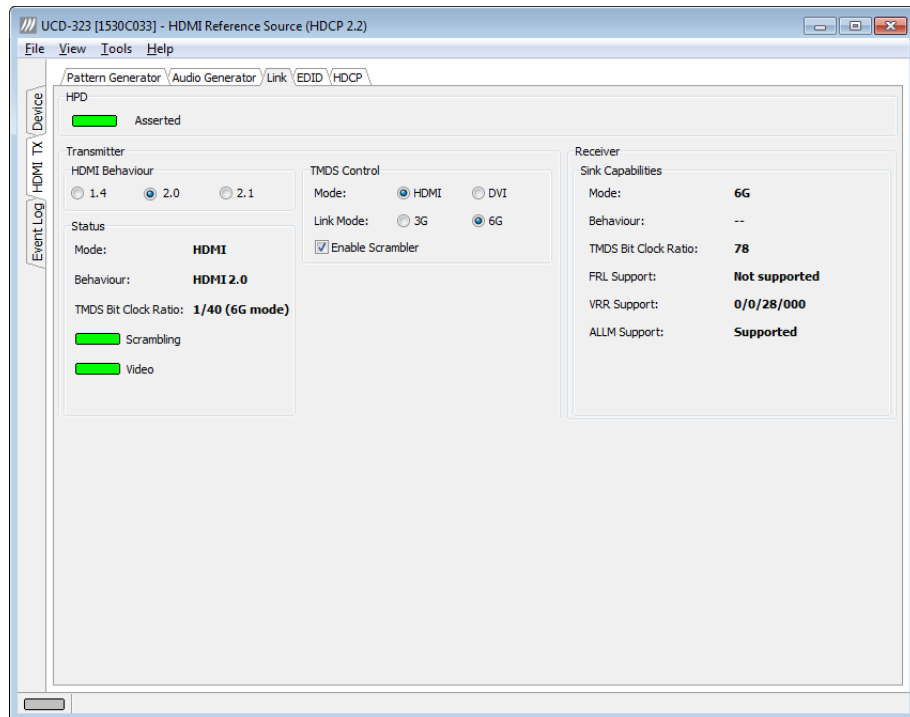 UCD-323 [1530C033] - HDMI Reference Source (HDCP 2.2)
File View Tools Help
Device
HDMI TX
Event Log
Pattern Generator Audio Generator Link EDID HDCP
HPD
Asserted
Transmitter
HDMI Behaviour
1.4 2.0 2.1
Status
Mode: HDMI
Behaviour: HDMI 2.0
TMDS Bit Clock Ratio: 1/40 (6G mode)
Scrambling
Video
TMDS Control
Mode: HDMI DVI
Link Mode: 3G 6G
Enable Scrambler
Receiver
Sink Capabilities
Mode: 6G
Behaviour: --
TMDS Bit Clock Ratio: 78
FRL Support: Not supported
VRR Support: 0/0/28/000
ALLM Support: Supported